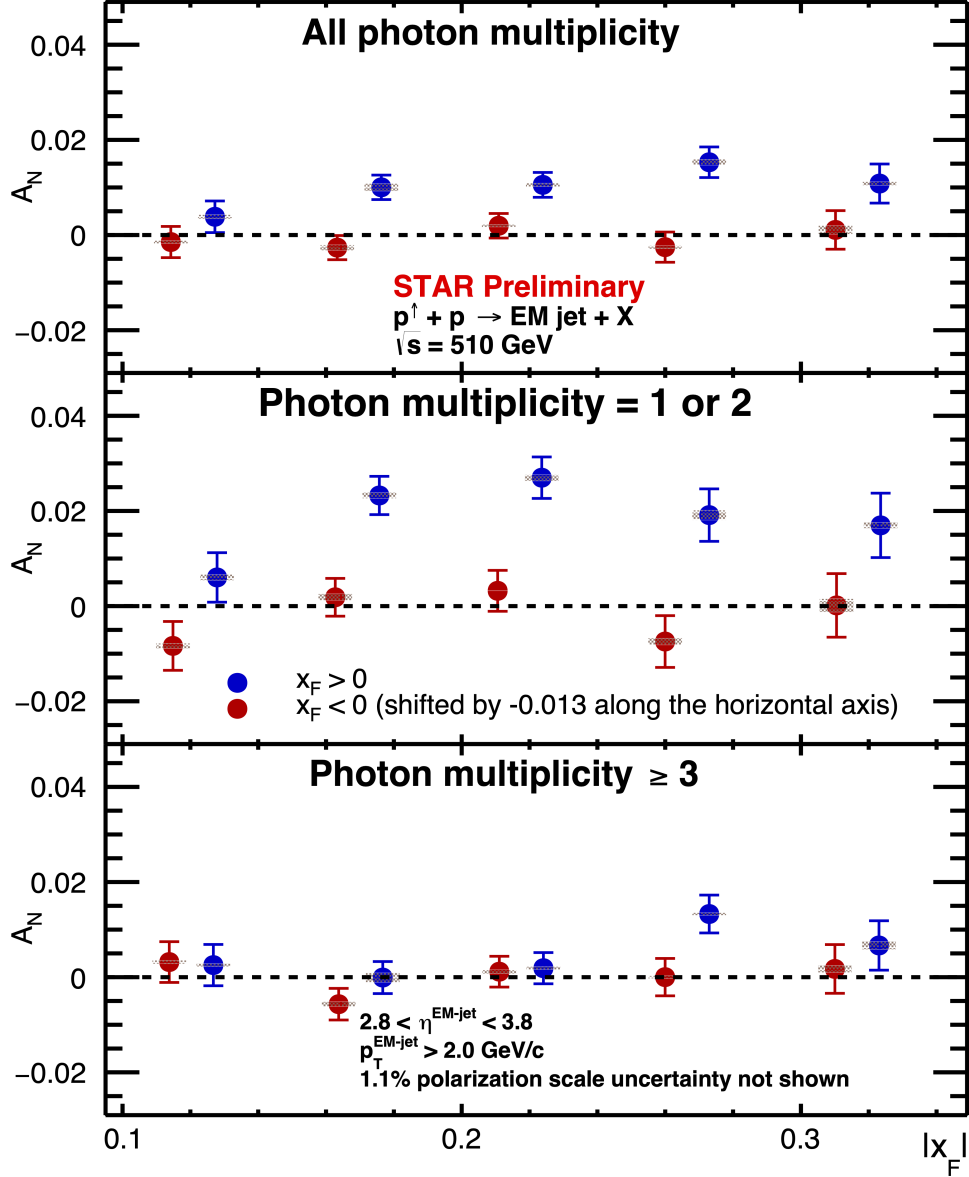 All photon multiplicity
0.04
0.02
A_N
0
−0.02
STAR Preliminary
p↑ + p → EM jet + X
√s = 510 GeV
Photon multiplicity = 1 or 2
0.04
0.02
A_N
0
−0.02
x_F > 0
x_F < 0 (shifted by -0.013 along the horizontal axis)
Photon multiplicity ≥ 3
0.04
0.02
A_N
0
−0.02
2.8 < η^EM-jet < 3.8
p_T^EM-jet > 2.0 GeV/c
1.1% polarization scale uncertainty not shown
0.1 0.2 0.3 |x_F|